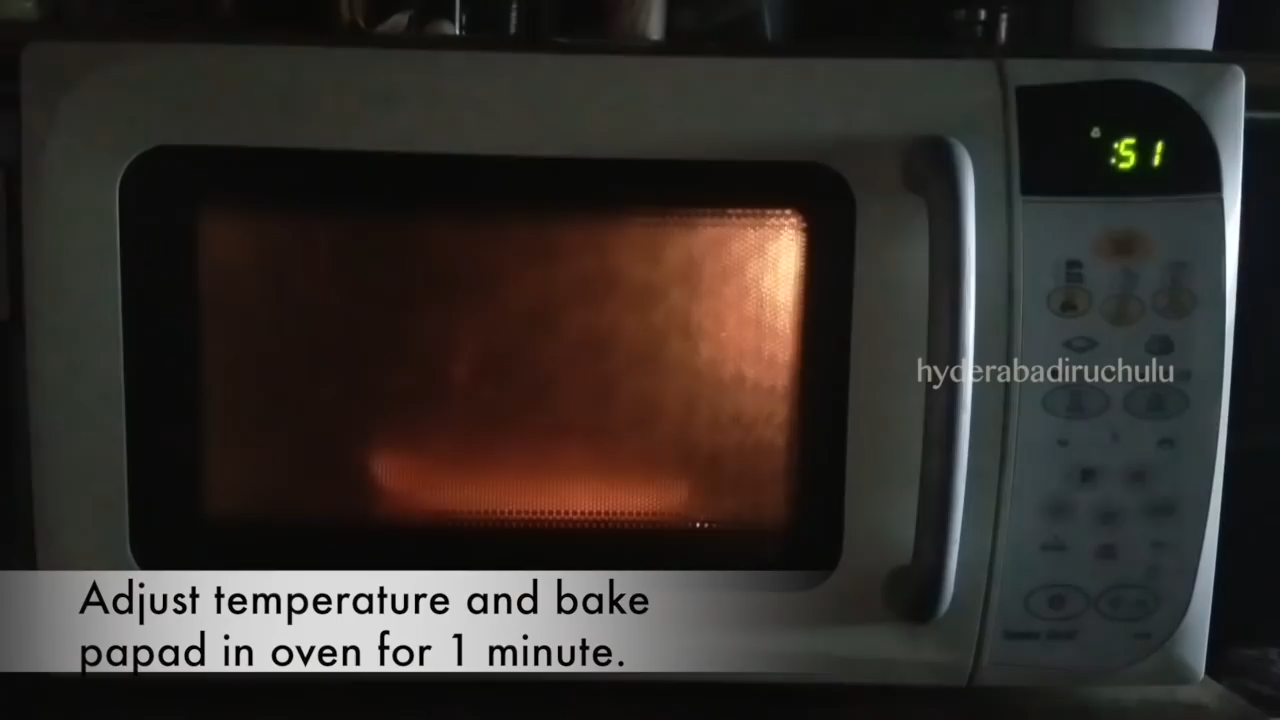 :51
hyderabadiruchulu
Adjust temperature and bake
papad in oven for 1 minute.